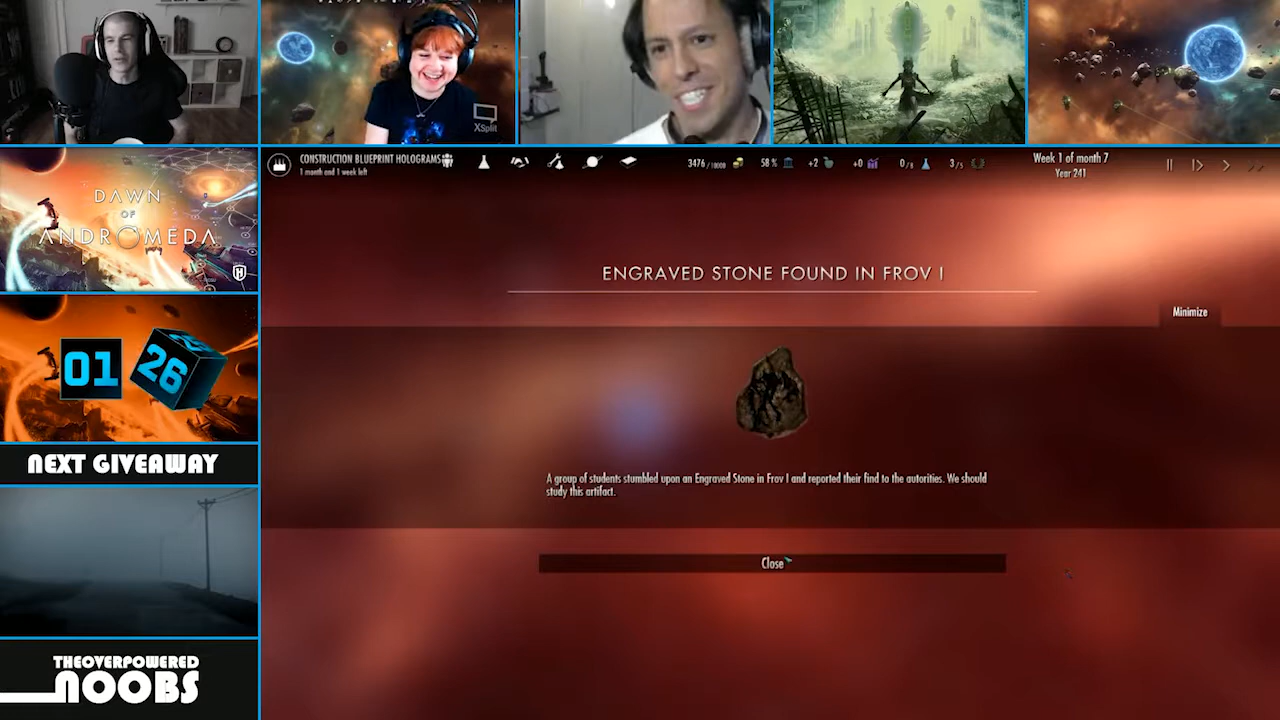 XSplit
DAWN
OF
ANDROMEDA
01
26
NEXT GIVEAWAY
THEOVERPOWERED
NOOBS
CONSTRUCTION BLUEPRINT HOLOGRAMS
1 month and 1 week left
3476/10000
58 %
+2
+0
0/8
3/5
Week 1 of month 7
Year 241
ENGRAVED STONE FOUND IN FROV I
Minimize
A group of students stumbled upon an Engraved Stone in Frov I and reported their find to the autorities. We should
study this artifact.
Close